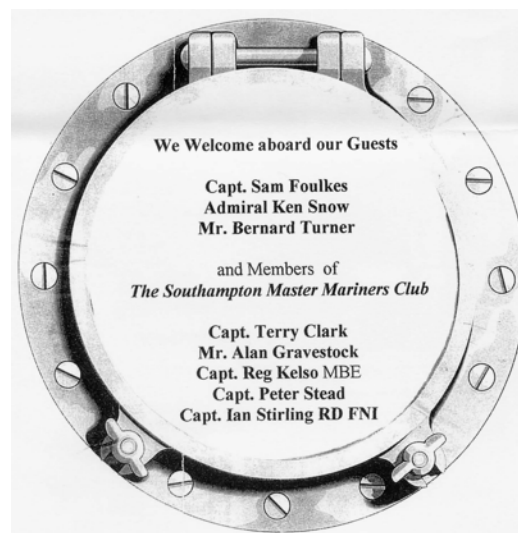 We Welcome aboard our Guests
Capt. Sam Foulkes
Admiral Ken Snow
Mr. Bernard Turner
and Members of
The Southampton Master Mariners Club
Capt. Terry Clark
Mr. Alan Gravestock
Capt. Reg Kelso MBE
Capt. Peter Stead
Capt. Ian Stirling RD FNI